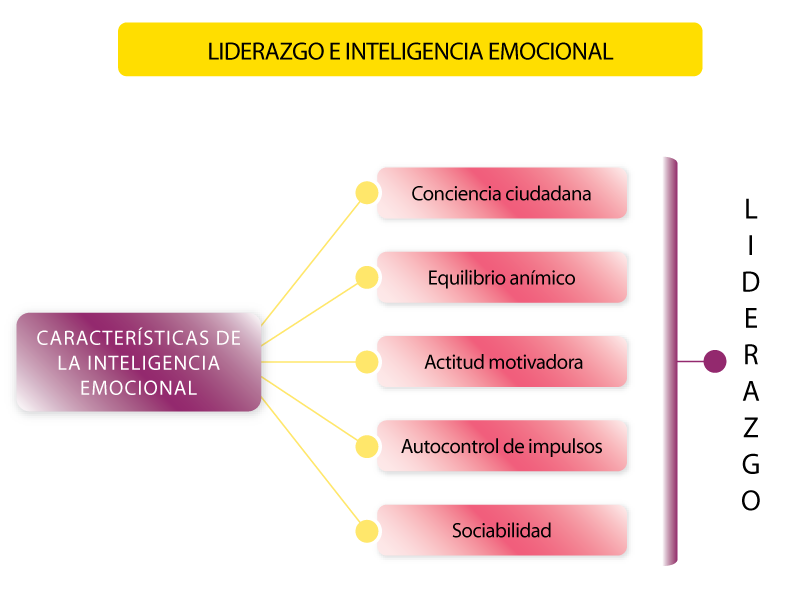 LIDERAZGO E INTELIGENCIA EMOCIONAL
CARACTERÍSTICAS DE
LA INTELIGENCIA
EMOCIONAL
Conciencia ciudadana
Equilibrio anímico
Actitud motivadora
Autocontrol de impulsos
Sociabilidad
L
I
D
E
R
A
Z
G
O